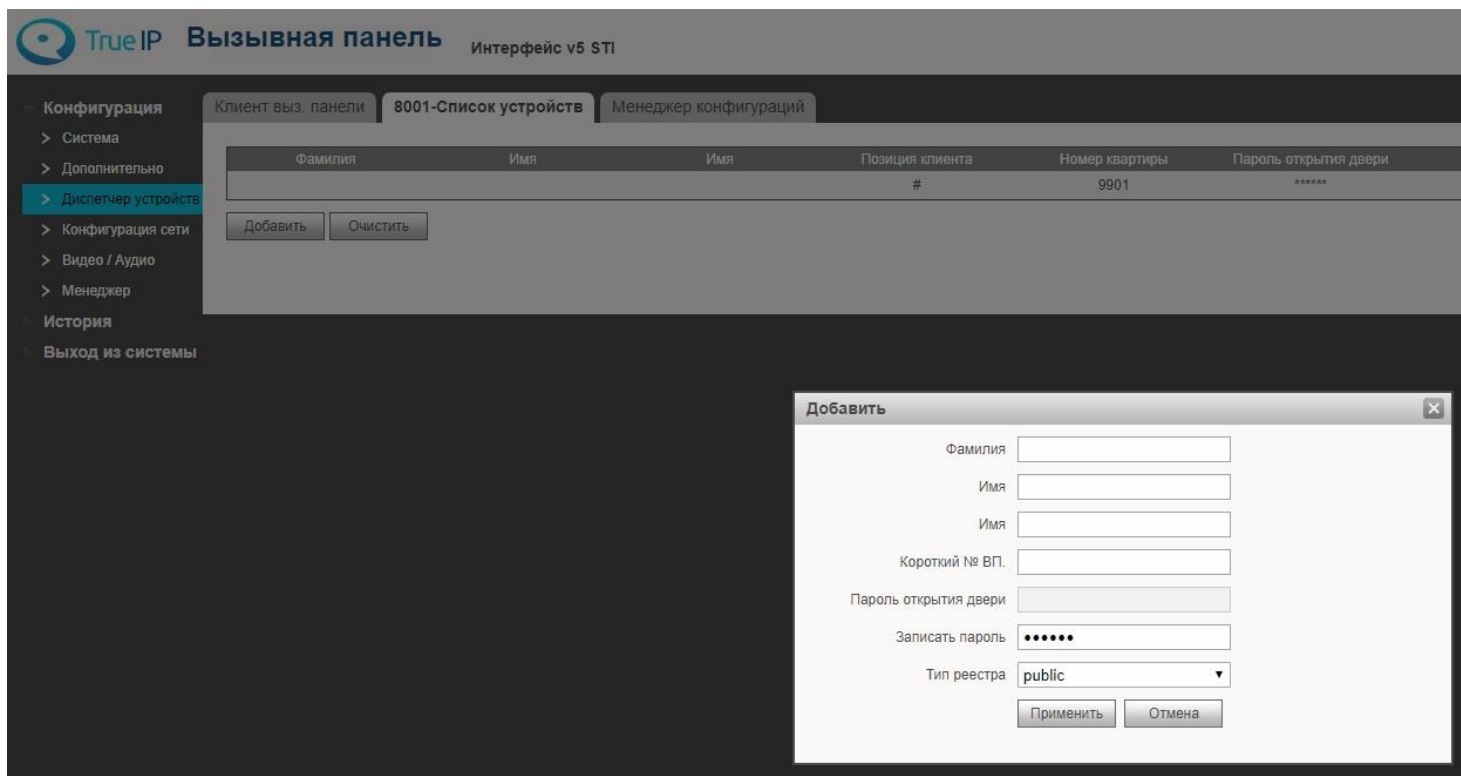 True IP Вызывная панель Интерфейс v5 STI
Конфигурация
Клиент выз. панели 8001-Список устройств Менеджер конфигураций
> Система
> Дополнительно
> Диспетчер устройств
> Конфигурация сети
> Видео / Аудио
> Менеджер
История
Выход из системы
Фамилия Имя Имя Позиция клиента Номер квартиры Пароль открытия двери
# 9901 ******
Добавить Очистить
Добавить
Фамилия
Имя
Имя
Короткий № ВП.
Пароль открытия двери
Записать пароль ••••••
Тип реестра public
Применить Отмена